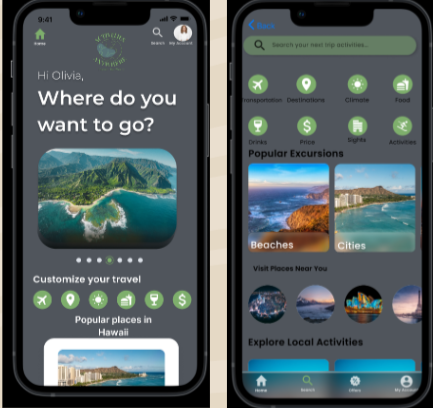 9:41
Home
Search
My Account
Hi Olivia,
Where do you
want to go?
Customize your travel
$
Popular places in
Hawaii
Back
Search your next trip activities..
Transportation
Destinations
Climate
Food
$
Drinks
Price
Sights
Activities
Popular Excursions
Beaches
Cities
Visit Places Near You
Explore Local Activities
Home
Search
Inbox
My Account